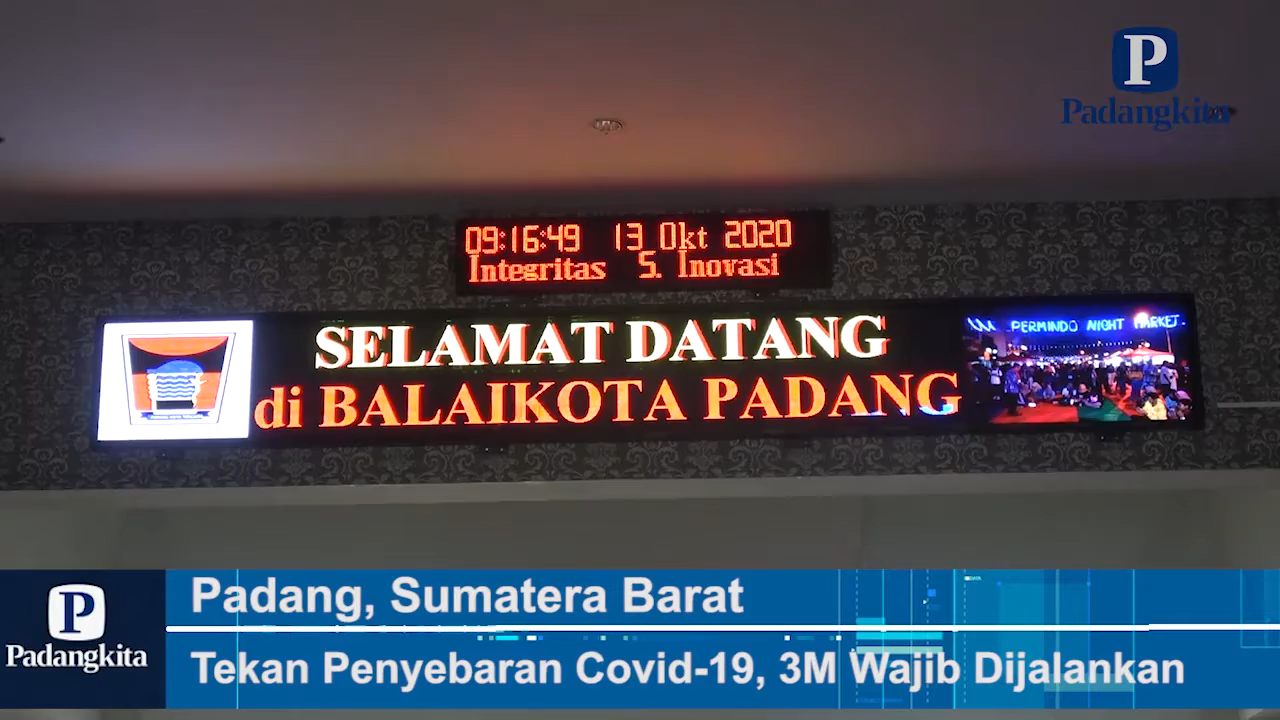 P
Padangkita
09:16:49 13 Okt 2020
Integritas 5. Inovasi
SELAMAT DATANG
di BALAIKOTA PADANG
PERMINDO NIGHT MARKET
P
Padangkita
Padang, Sumatera Barat
Tekan Penyebaran Covid-19, 3M Wajib Dijalankan